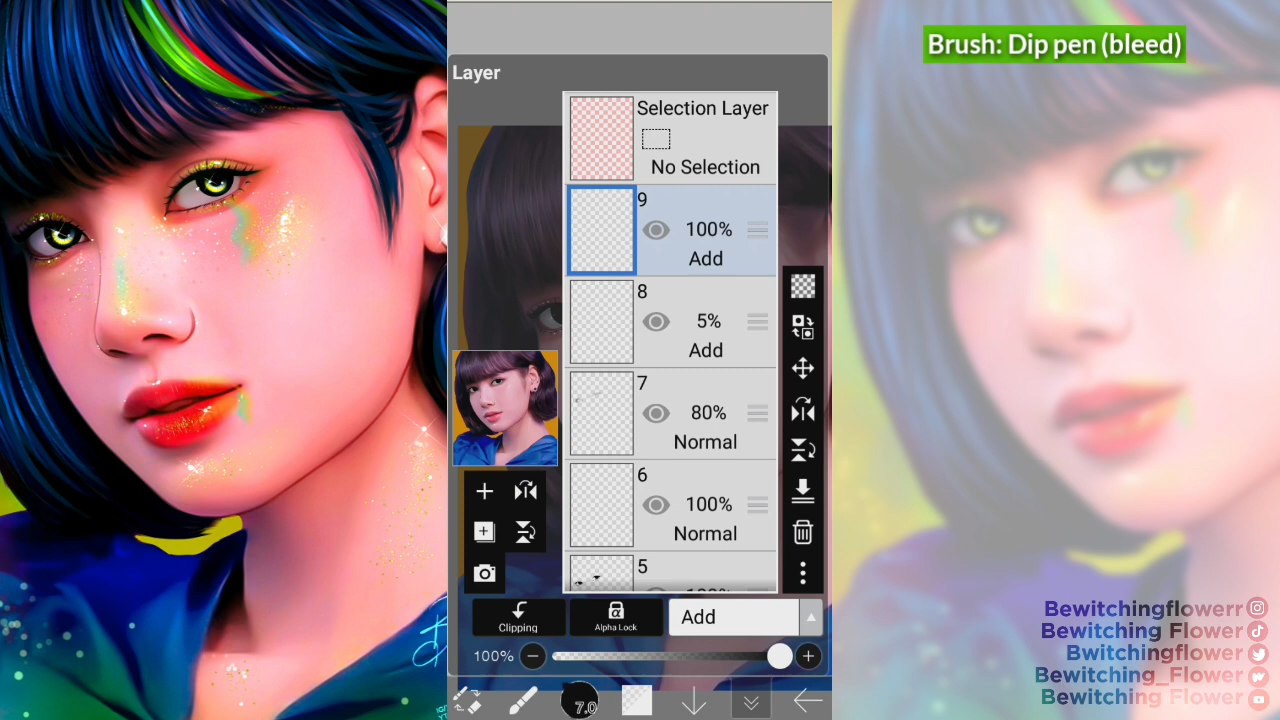 Brush: Dip pen (bleed)
Layer
Selection Layer
No Selection
9
100%
Add
8
5%
Add
7
80%
Normal
6
100%
Normal
5
Clipping
Alpha Lock
Add
100%
7.0
Bewitchingflowerr
Bewitching Flower
Bwitchingflower
Bewitching_Flower
Bewitching Flower